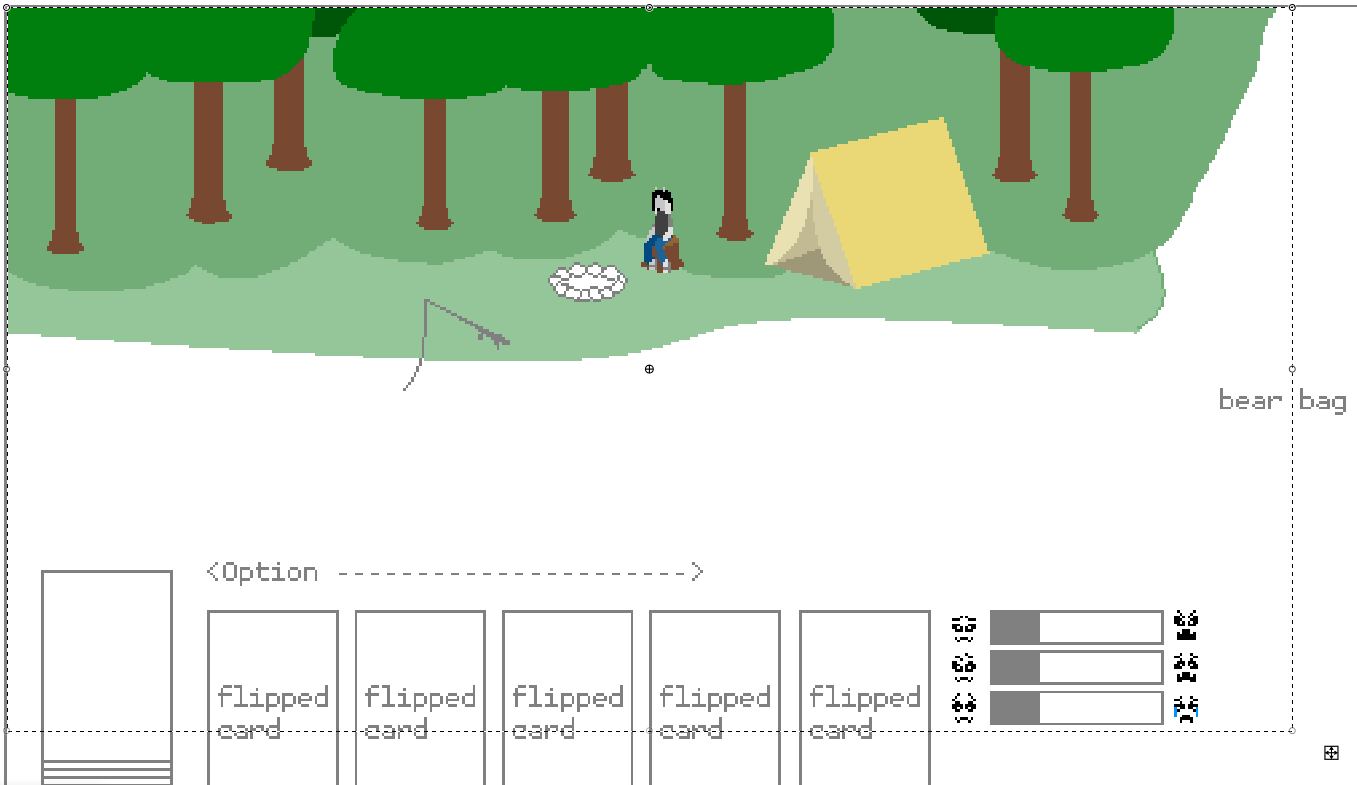 bear bag
<Option ---------------------->
flipped flipped flipped flipped flipped
card card card card card